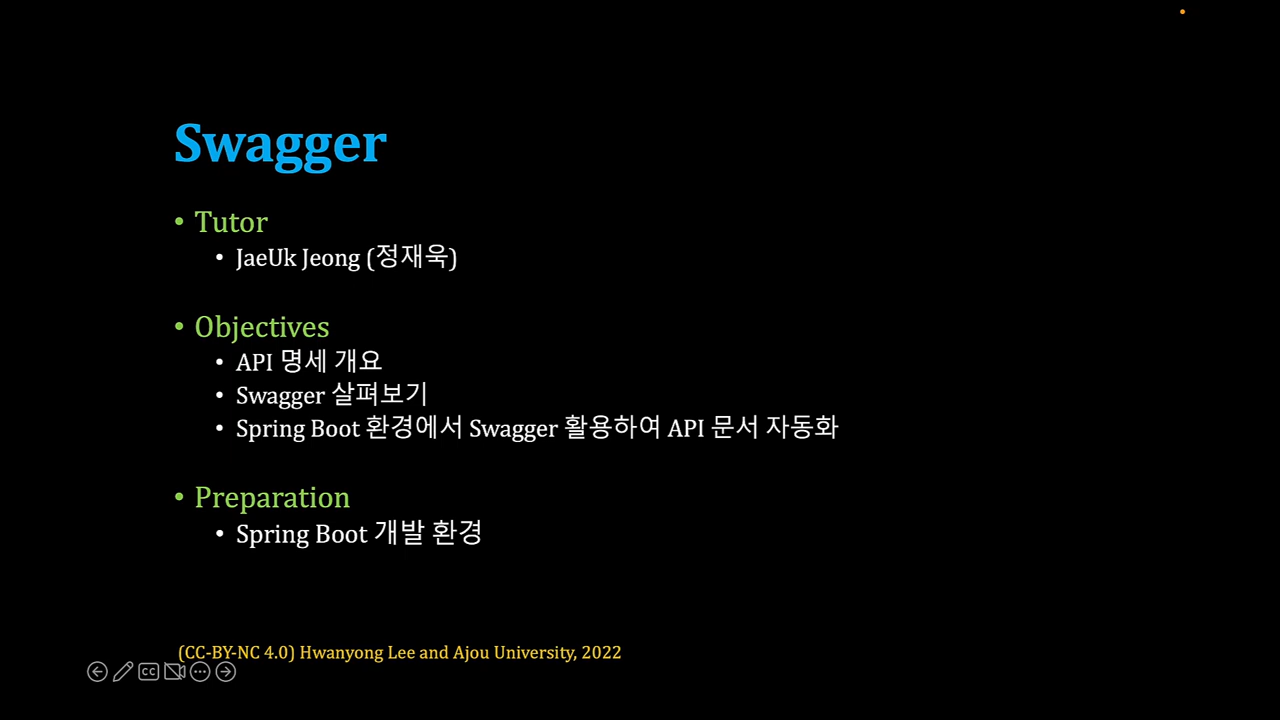 Swagger
• Tutor
• JaeUk Jeong (정재욱)
• Objectives
• API 명세 개요
• Swagger 살펴보기
• Spring Boot 환경에서 Swagger 활용하여 API 문서 자동화
• Preparation
• Spring Boot 개발 환경
(CC-BY-NC 4.0) Hwanyong Lee and Ajou University, 2022
CC